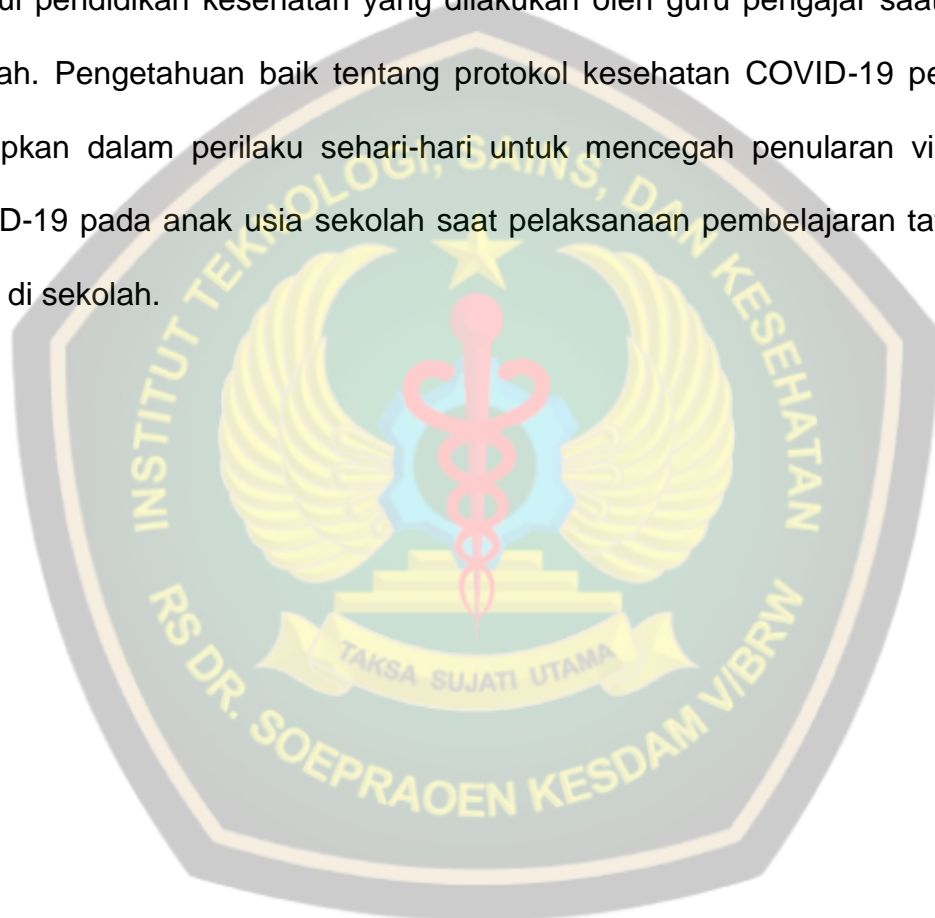 ui pendidikan kesehatan yang dilakukan oleh guru pengajar saat
ah. Pengetahuan baik tentang protokol kesehatan COVID-19 pe
pkan dalam perilaku sehari-hari untuk mencegah penularan vi
D-19 pada anak usia sekolah saat pelaksanaan pembelajaran ta
di sekolah.
INSTITUT TEKNOLOGI, SAINS, DAN KESEHATAN
TAKSA SUJATI UTAMA
RS DR. SOEPRAOEN KESDAM V/BRW